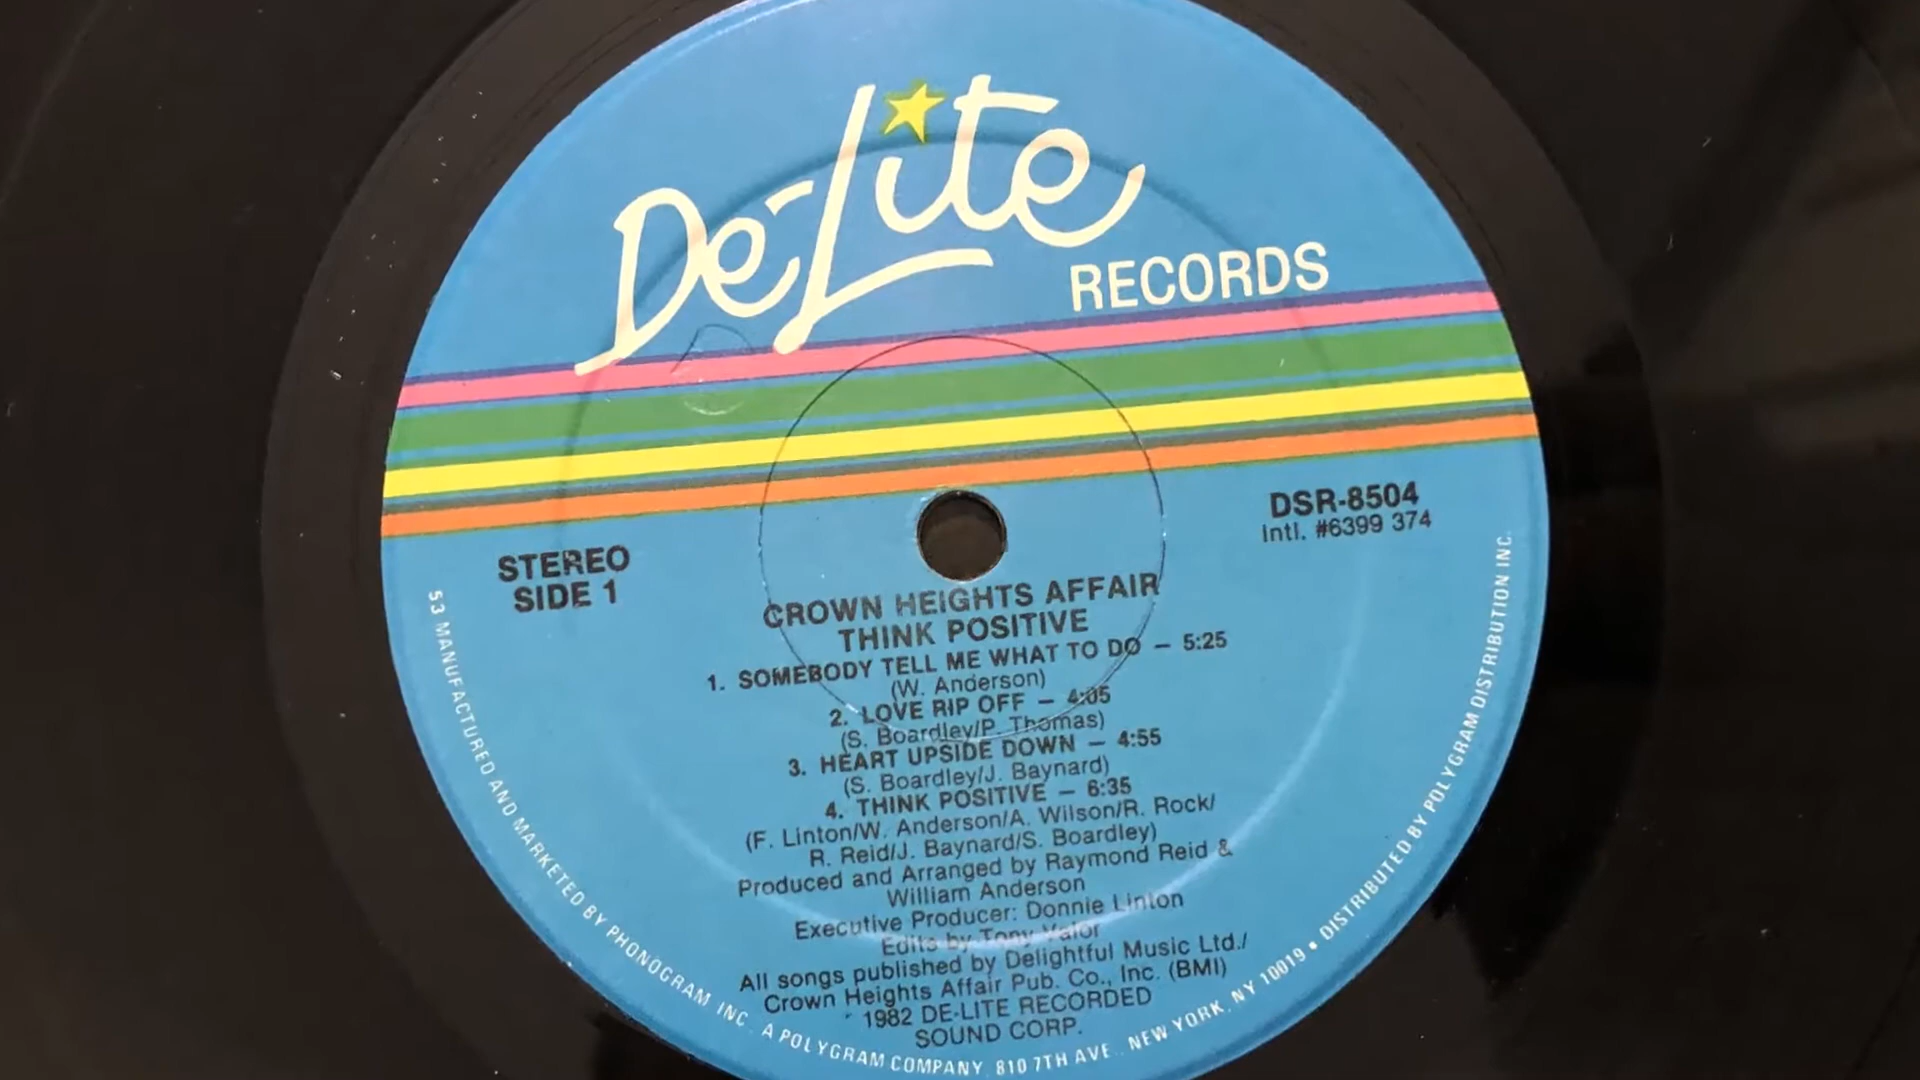 De-Lite
RECORDS
DSR-8504
Intl. #6399 374
STEREO
SIDE 1
CROWN HEIGHTS AFFAIR
THINK POSITIVE
1. SOMEBODY TELL ME WHAT TO DO — 5:25
(W. Anderson)
2. LOVE RIP OFF — 4:05
(S. Boardley/P. Thomas)
3. HEART UPSIDE DOWN — 4:55
(S. Boardley/J. Baynard)
4. THINK POSITIVE — 6:35
(F. Linton/W. Anderson/A. Wilson/R. Rock/
R. Reid/J. Baynard/S. Boardley)
Produced and Arranged by Raymond Reid &
William Anderson
Executive Producer: Donnie Linton
Edits by Tony Valor
All songs published by Delightful Music Ltd./
Crown Heights Affair Pub. Co., Inc. (BMI)
1982 DE-LITE RECORDED
SOUND CORP.
53 MANUFACTURED AND MARKETED BY PHONOGRAM INC. A POLYGRAM COMPANY, 810 7TH AVE., NEW YORK, NY 10019 • DISTRIBUTED BY POLYGRAM DISTRIBUTION INC.